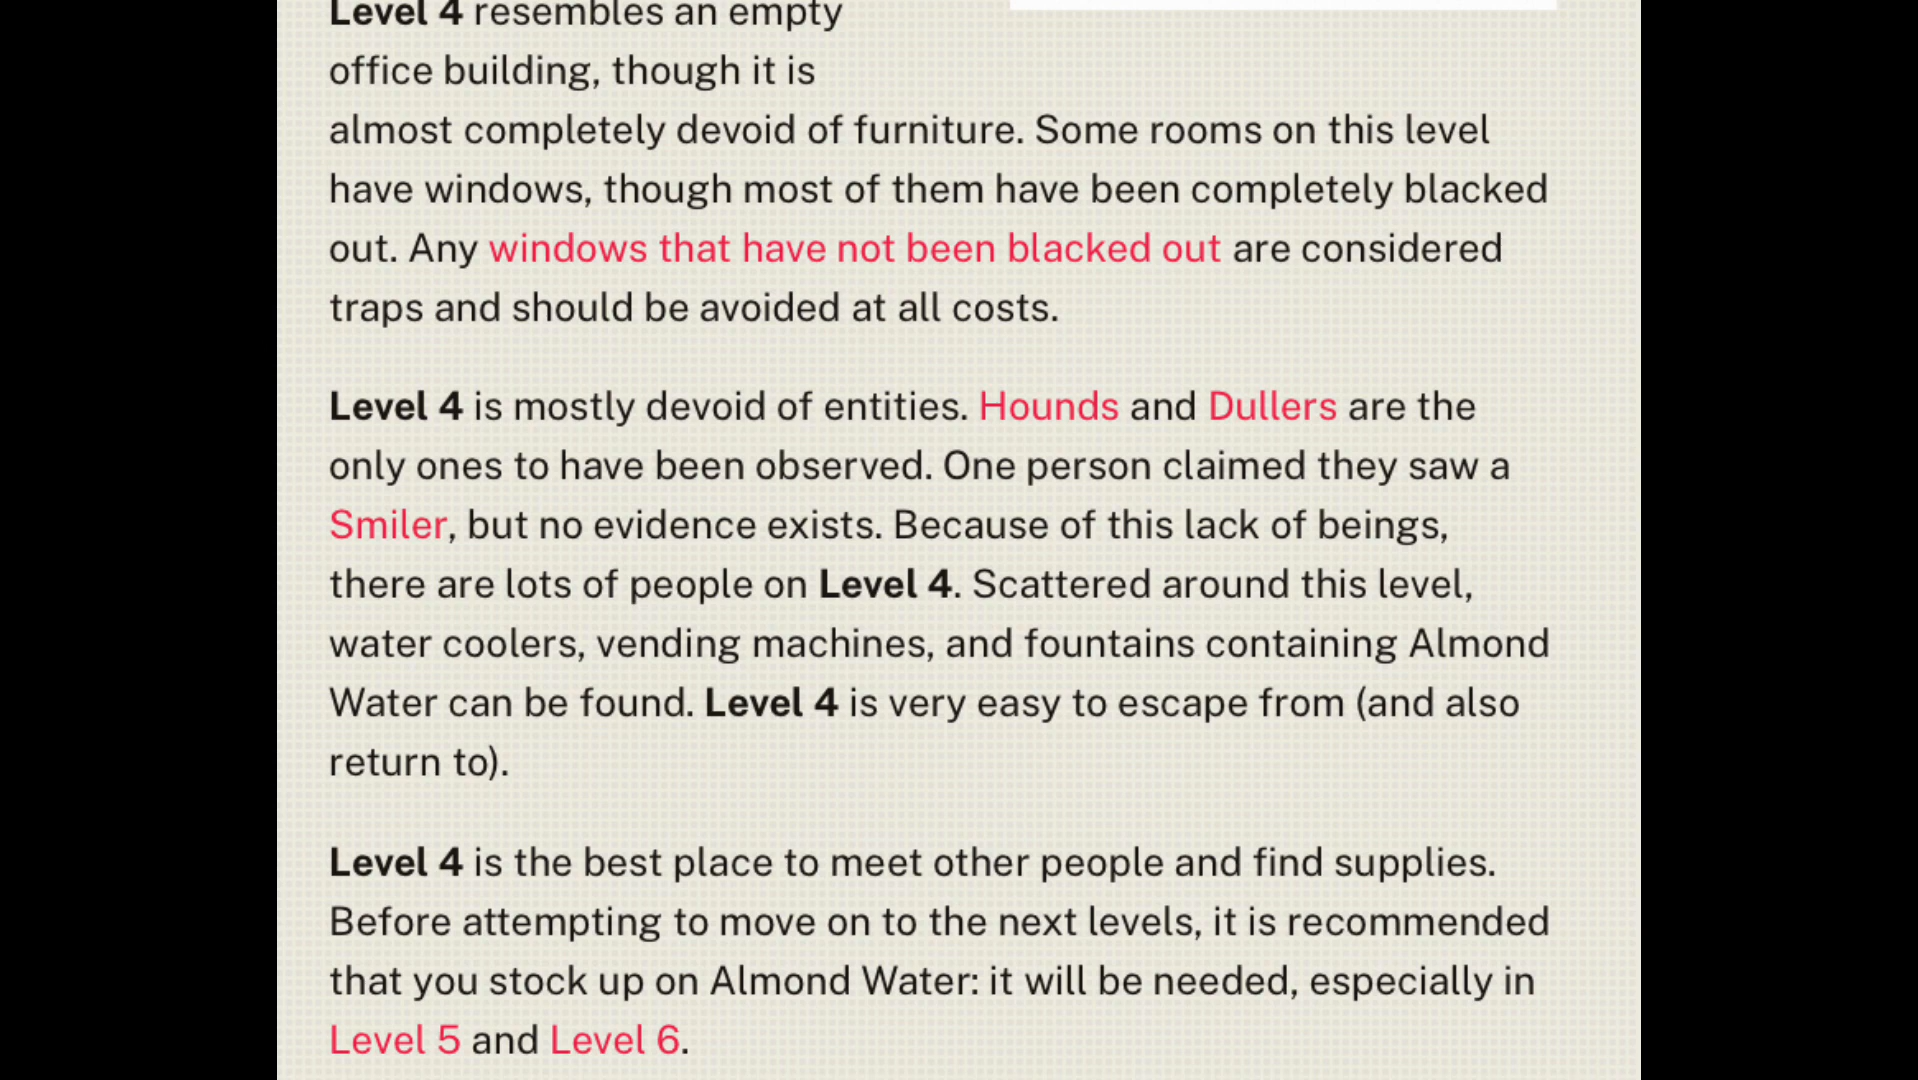 Level 4 resembles an empty
office building, though it is
almost completely devoid of furniture. Some rooms on this level
have windows, though most of them have been completely blacked
out. Any windows that have not been blacked out are considered
traps and should be avoided at all costs.
Level 4 is mostly devoid of entities. Hounds and Dullers are the
only ones to have been observed. One person claimed they saw a
Smiler, but no evidence exists. Because of this lack of beings,
there are lots of people on Level 4. Scattered around this level,
water coolers, vending machines, and fountains containing Almond
Water can be found. Level 4 is very easy to escape from (and also
return to).
Level 4 is the best place to meet other people and find supplies.
Before attempting to move on to the next levels, it is recommended
that you stock up on Almond Water: it will be needed, especially in
Level 5 and Level 6.